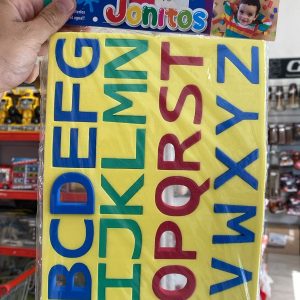 Jonitos
BCDEFG
IJKLMN
OPQRST
VWXYZ